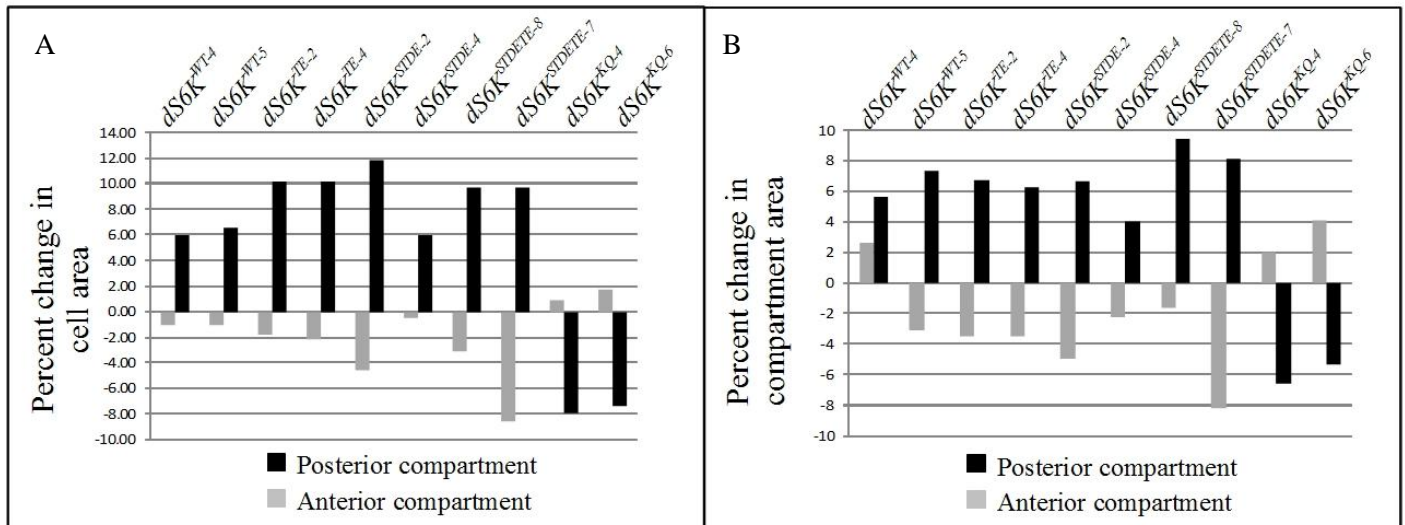 A
dS6K^WT-4 dS6K^WT-5 dS6K^TE-2 dS6K^TE-4 dS6K^STDE-2 dS6K^STDE-4 dS6K^STDETE-8 dS6K^STDETE-7 dS6K^KQ-4 dS6K^KQ-6
Percent change in
cell area
14.00
12.00
10.00
8.00
6.00
4.00
2.00
0.00
-2.00
-4.00
-6.00
-8.00
-10.00
Posterior compartment
Anterior compartment
B
dS6K^WT-4 dS6K^WT-5 dS6K^TE-2 dS6K^TE-4 dS6K^STDE-2 dS6K^STDE-4 dS6K^STDETE-8 dS6K^STDETE-7 dS6K^KQ-4 dS6K^KQ-6
Percent change in
compartment area
10
8
6
4
2
0
-2
-4
-6
-8
-10
Posterior compartment
Anterior compartment